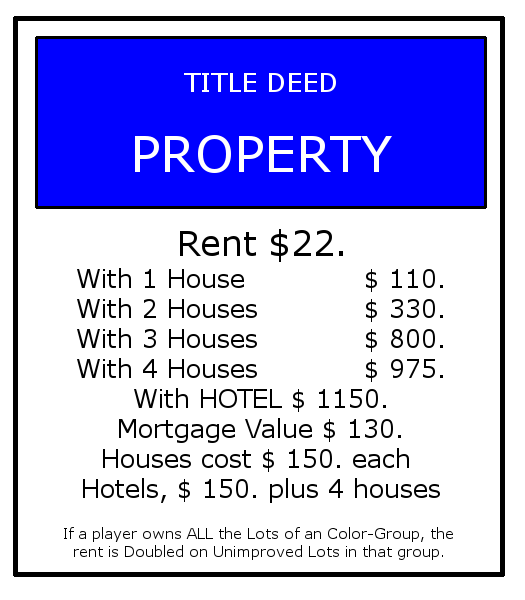 TITLE DEED
PROPERTY
Rent $22.
With 1 House $ 110.
With 2 Houses $ 330.
With 3 Houses $ 800.
With 4 Houses $ 975.
With HOTEL $ 1150.
Mortgage Value $ 130.
Houses cost $ 150. each
Hotels, $ 150. plus 4 houses
If a player owns ALL the Lots of an Color-Group, the
rent is Doubled on Unimproved Lots in that group.